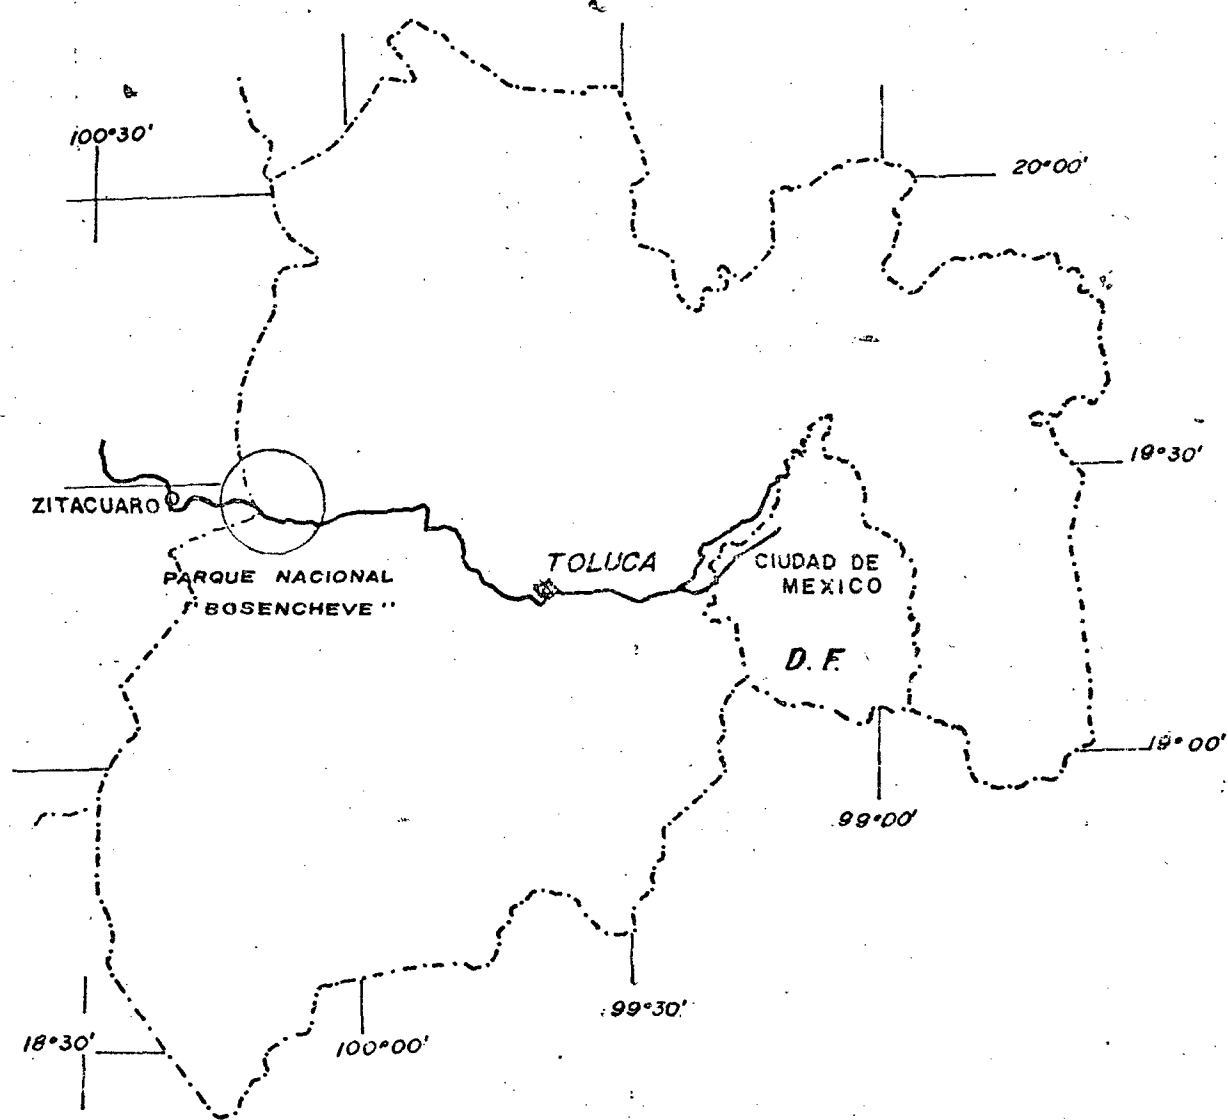 100°30'
20°00'
19°30'
ZITACUARO
TOLUCA
CIUDAD DE
MEXICO
PARQUE NACIONAL
"BOSENCHEVE"
D.F.
19°00'
99°00'
99°30'
18°30'
100°00'